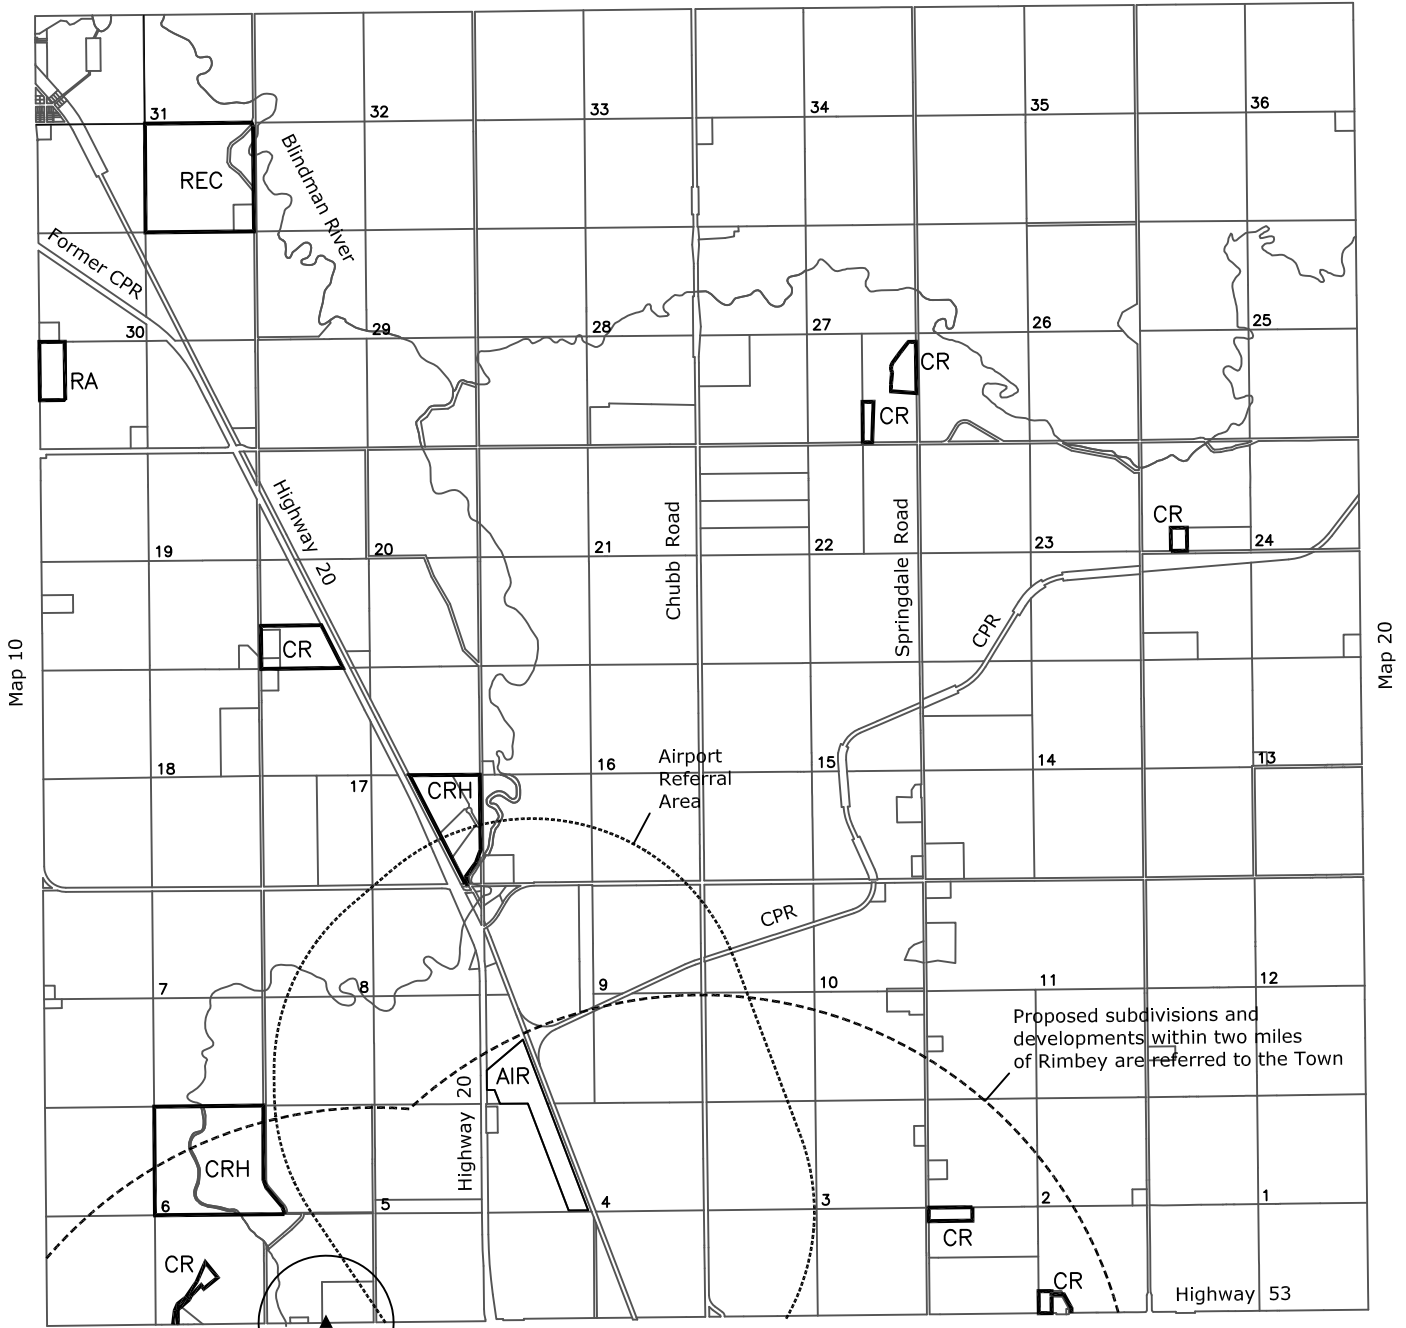 31
32
33
34
35
36
REC
Blindman River
Former CPR
30
29
28
27
26
25
RA
CR
CR
Highway 20
19
20
21
Chubb Road
22
Springdale Road
23
CR
24
CR
CPR
Map 10
Map 20
18
17
CRH
16
Airport
Referral
Area
15
14
13
CPR
7
8
9
10
11
12
Proposed subdivisions and
developments within two miles
of Rimbey are referred to the Town
AIR
Highway 20
CRH
6
5
4
3
2
1
CR
CR
CR
Highway 53